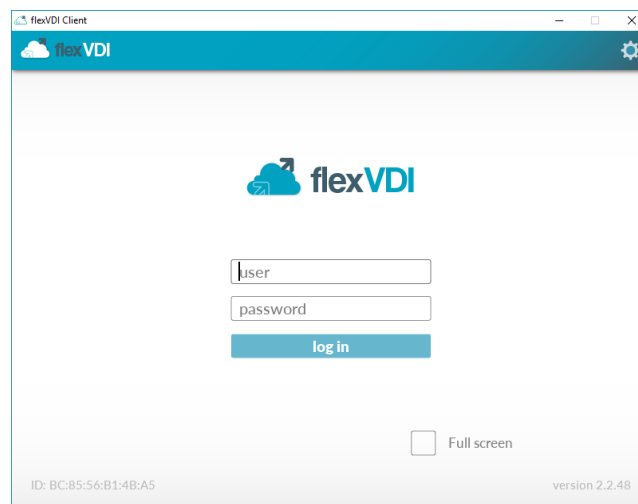 flexVDI Client
flexVDI
flexVDI
user
password
log in
Full screen
ID: BC:85:56:B1:4B:A5
version 2.2.48